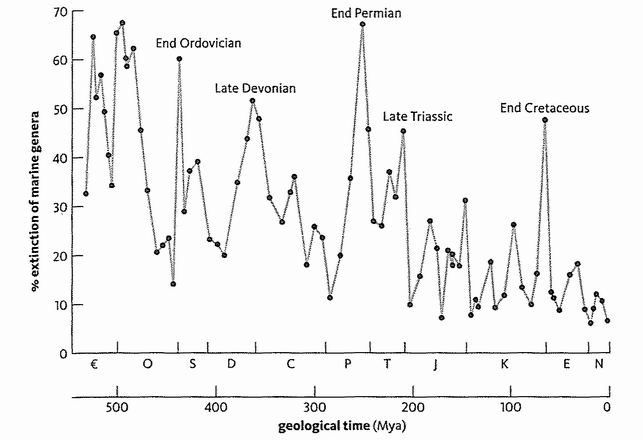 70
60
50
40
30
20
10
0
% extinction of marine genera
End Ordovician
Late Devonian
End Permian
Late Triassic
End Cretaceous
€ O S D C P T J K E N
500 400 300 200 100 0
geological time (Mya)